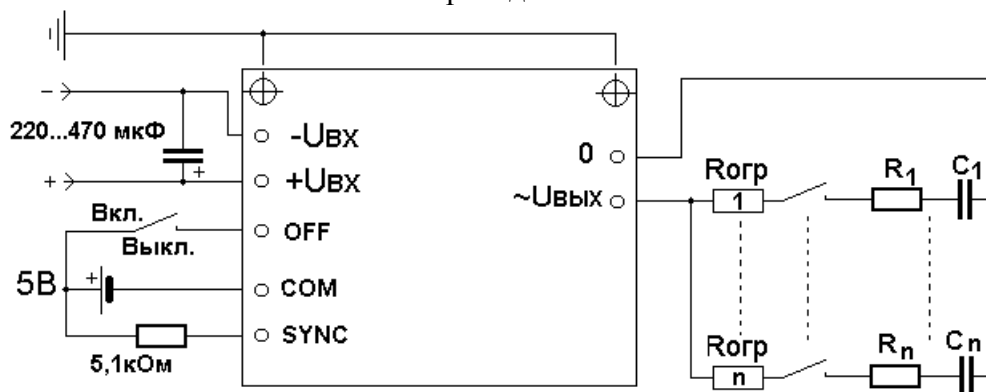 −
220...470 мкФ
+
+
Вкл.
Выкл.
5В
+
5,1кОм
-Uвх
+Uвх
OFF
COM
SYNC
0
~Uвых
Rогр
1
R1
C1
Rогр
n
Rn
Cn